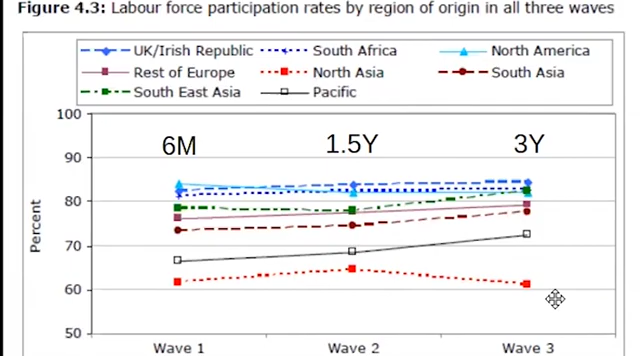 Figure 4.3: Labour force participation rates by region of origin in all three waves
UK/Irish Republic South Africa North America
Rest of Europe North Asia South Asia
South East Asia Pacific
100
90
80
70
60
50
Percent
6M 1.5Y 3Y
Wave 1 Wave 2 Wave 3